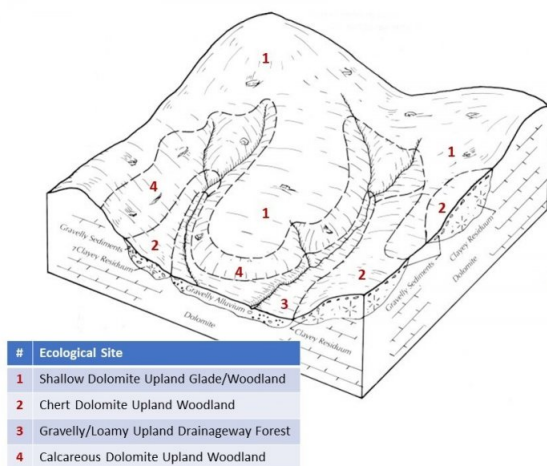 1
1
4
2
1
2
2
4
3
Gravelly Sediments
Clayey Residuum
Gravelly Alluvium
Dolomite
Clayey Residuum
Gravelly Sediments
Clayey Residuum
Dolomite
# Ecological Site
1 Shallow Dolomite Upland Glade/Woodland
2 Chert Dolomite Upland Woodland
3 Gravelly/Loamy Upland Drainageway Forest
4 Calcareous Dolomite Upland Woodland